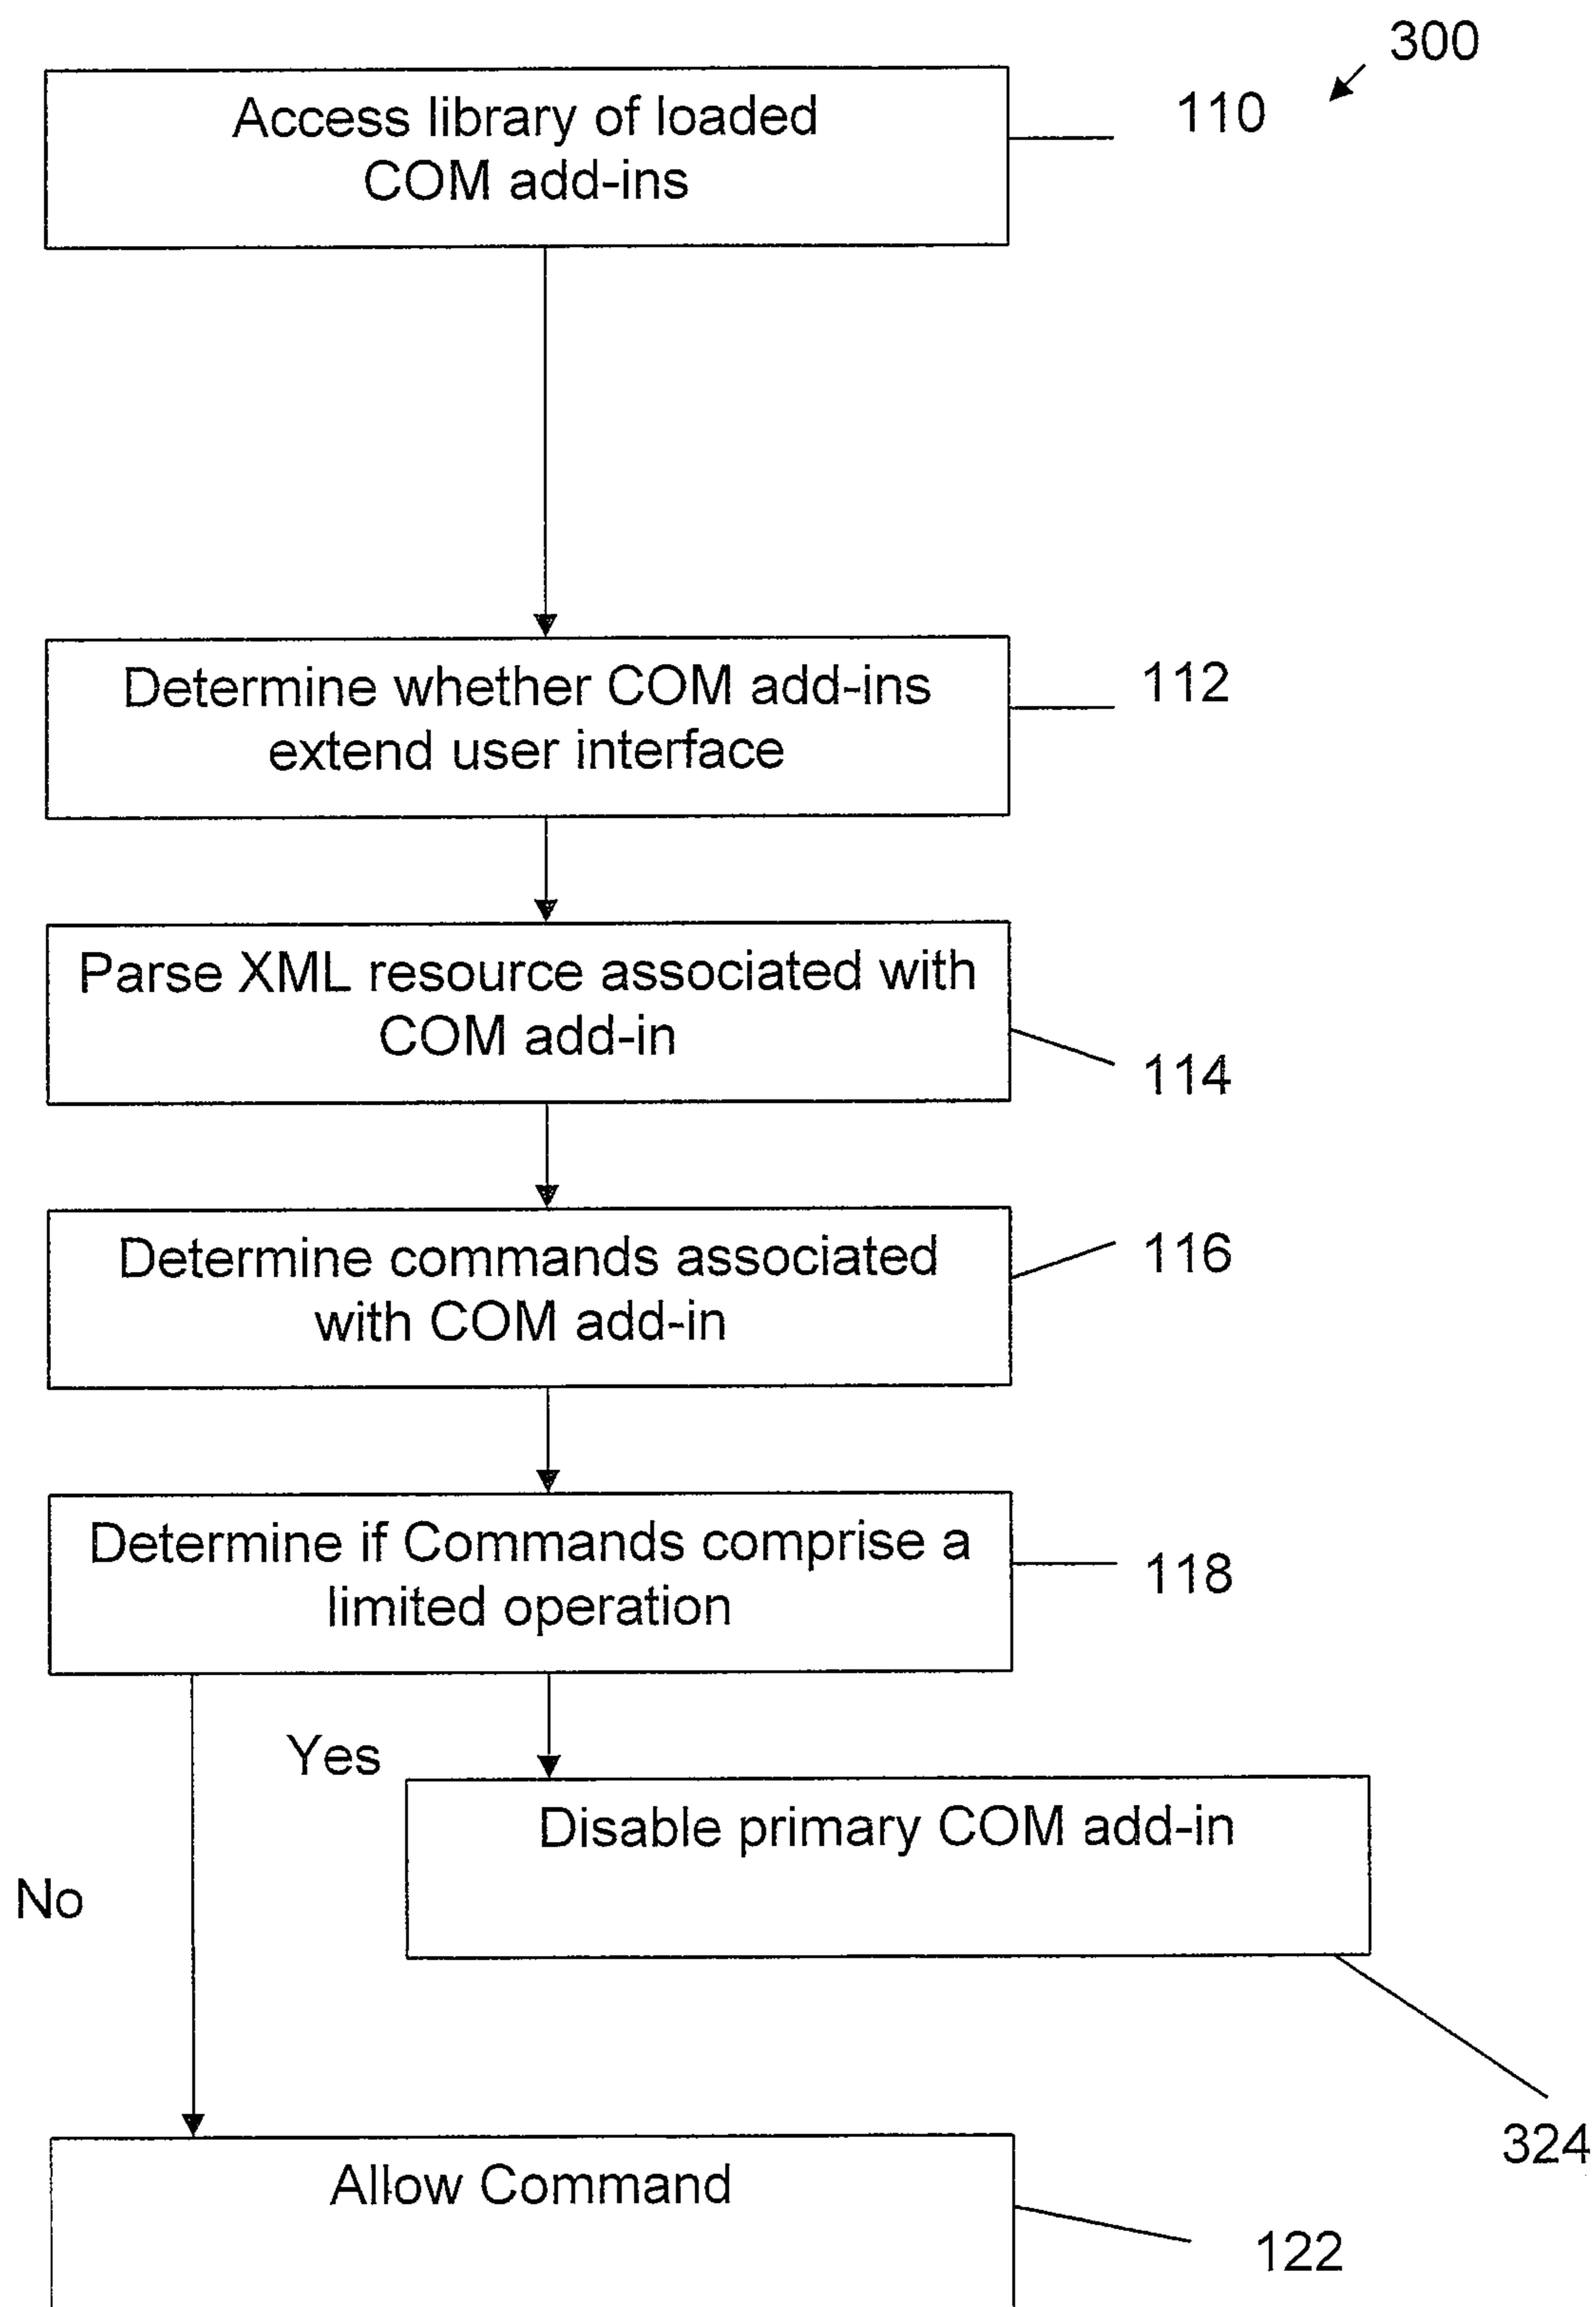 300
Access library of loaded
COM add-ins
110
Determine whether COM add-ins
extend user interface
112
Parse XML resource associated with
COM add-in
114
Determine commands associated
with COM add-in
116
Determine if Commands comprise a
limited operation
118
Yes
Disable primary COM add-in
No
324
Allow Command
122